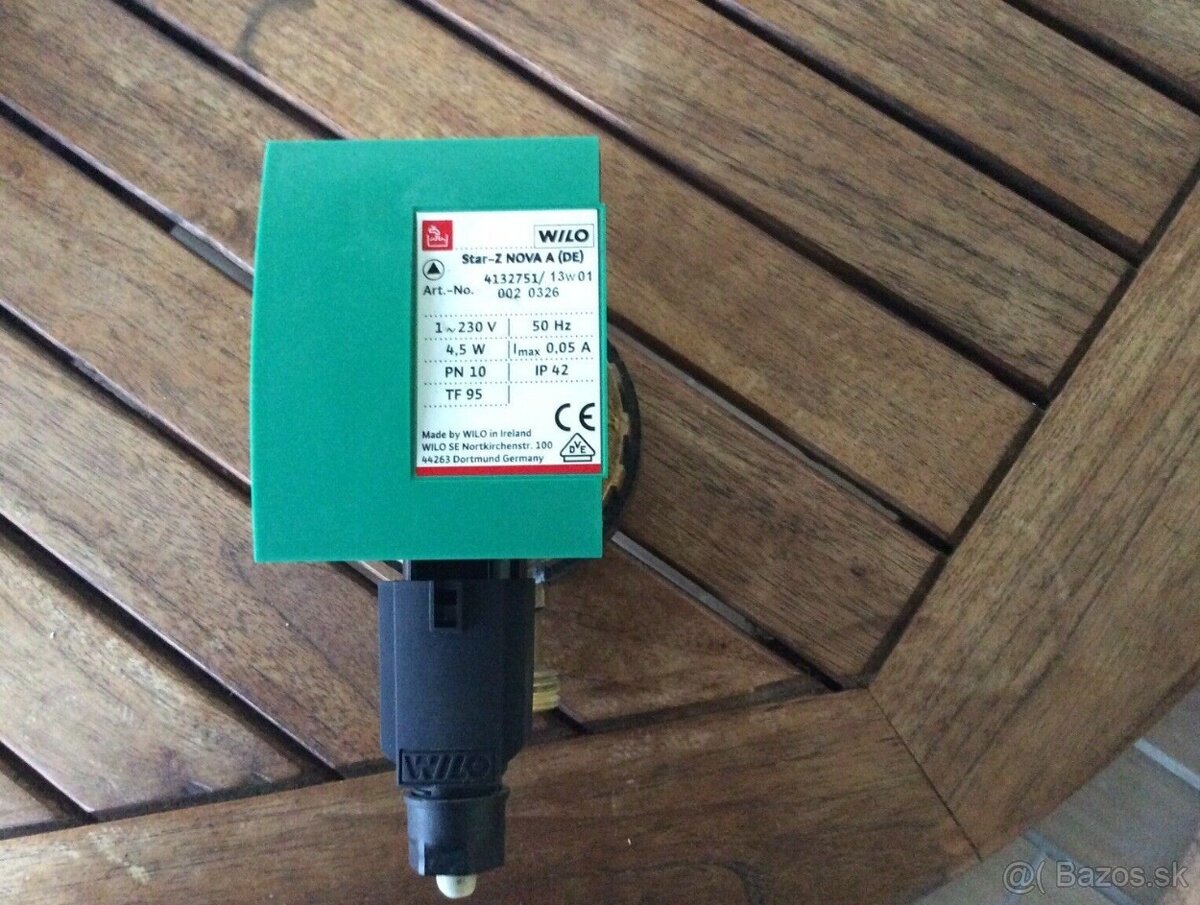 WILO
Star-Z NOVA A (DE)
4132751/ 13w01
Art.-No. 002 0326
1~230 V 50 Hz
4,5 W Imax 0,05 A
PN 10 IP 42
TF 95
CE
Made by WILO in Ireland
WILO SE Nortkirchenstr. 100
44263 Dortmund Germany
DVE
WILO
@( Bazos.sk